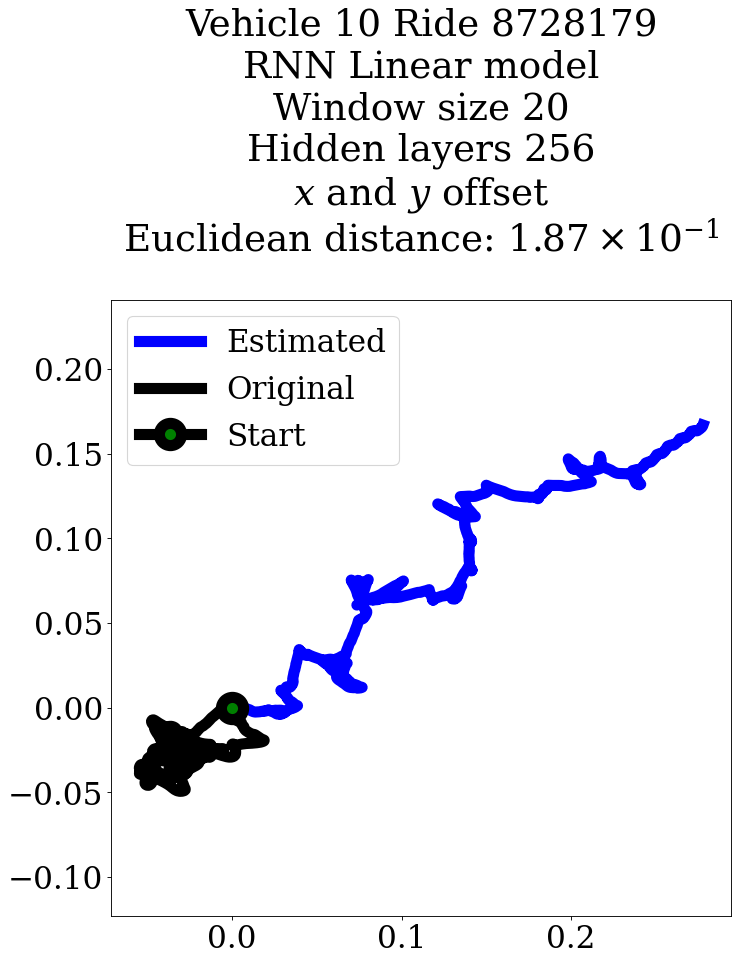 Vehicle 10 Ride 8728179
RNN Linear model
Window size 20
Hidden layers 256
x and y offset
Euclidean distance: 1.87 × 10⁻¹
Estimated
Original
Start
0.20
0.15
0.10
0.05
0.00
−0.05
−0.10
0.0 0.1 0.2